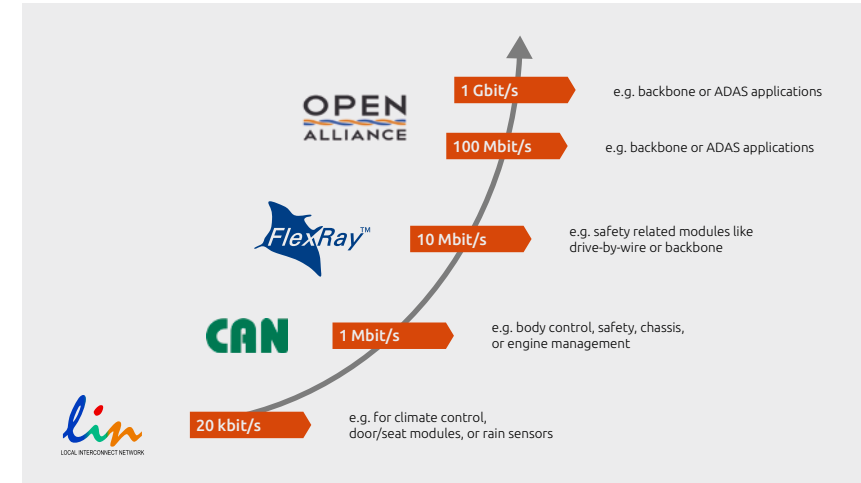 OPEN
ALLIANCE
1 Gbit/s
e.g. backbone or ADAS applications
100 Mbit/s
e.g. backbone or ADAS applications
FlexRay™
10 Mbit/s
e.g. safety related modules like
drive-by-wire or backbone
CAN
1 Mbit/s
e.g. body control, safety, chassis,
or engine management
lin
LOCAL INTERCONNECT NETWORK
20 kbit/s
e.g. for climate control,
door/seat modules, or rain sensors